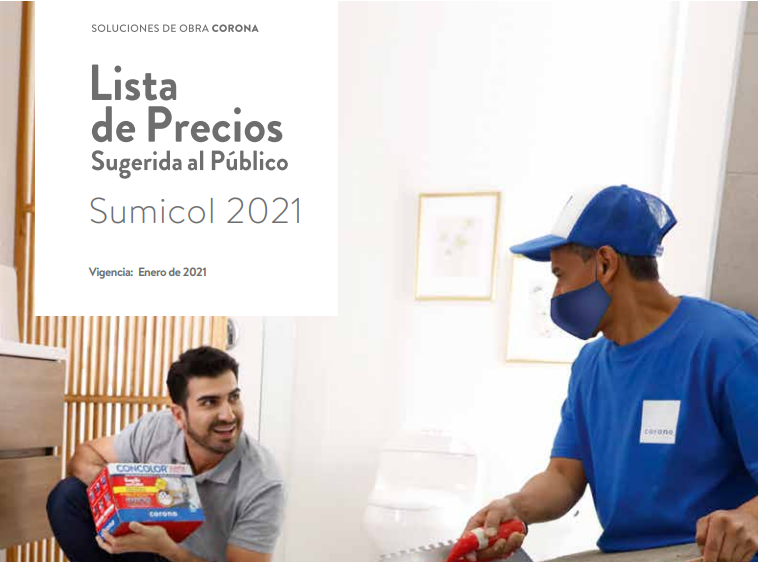 SOLUCIONES DE OBRA CORONA
Lista
de Precios
Sugerida al Público
Sumicol 2021
Vigencia: Enero de 2021
corona
CONCOLOR
corona